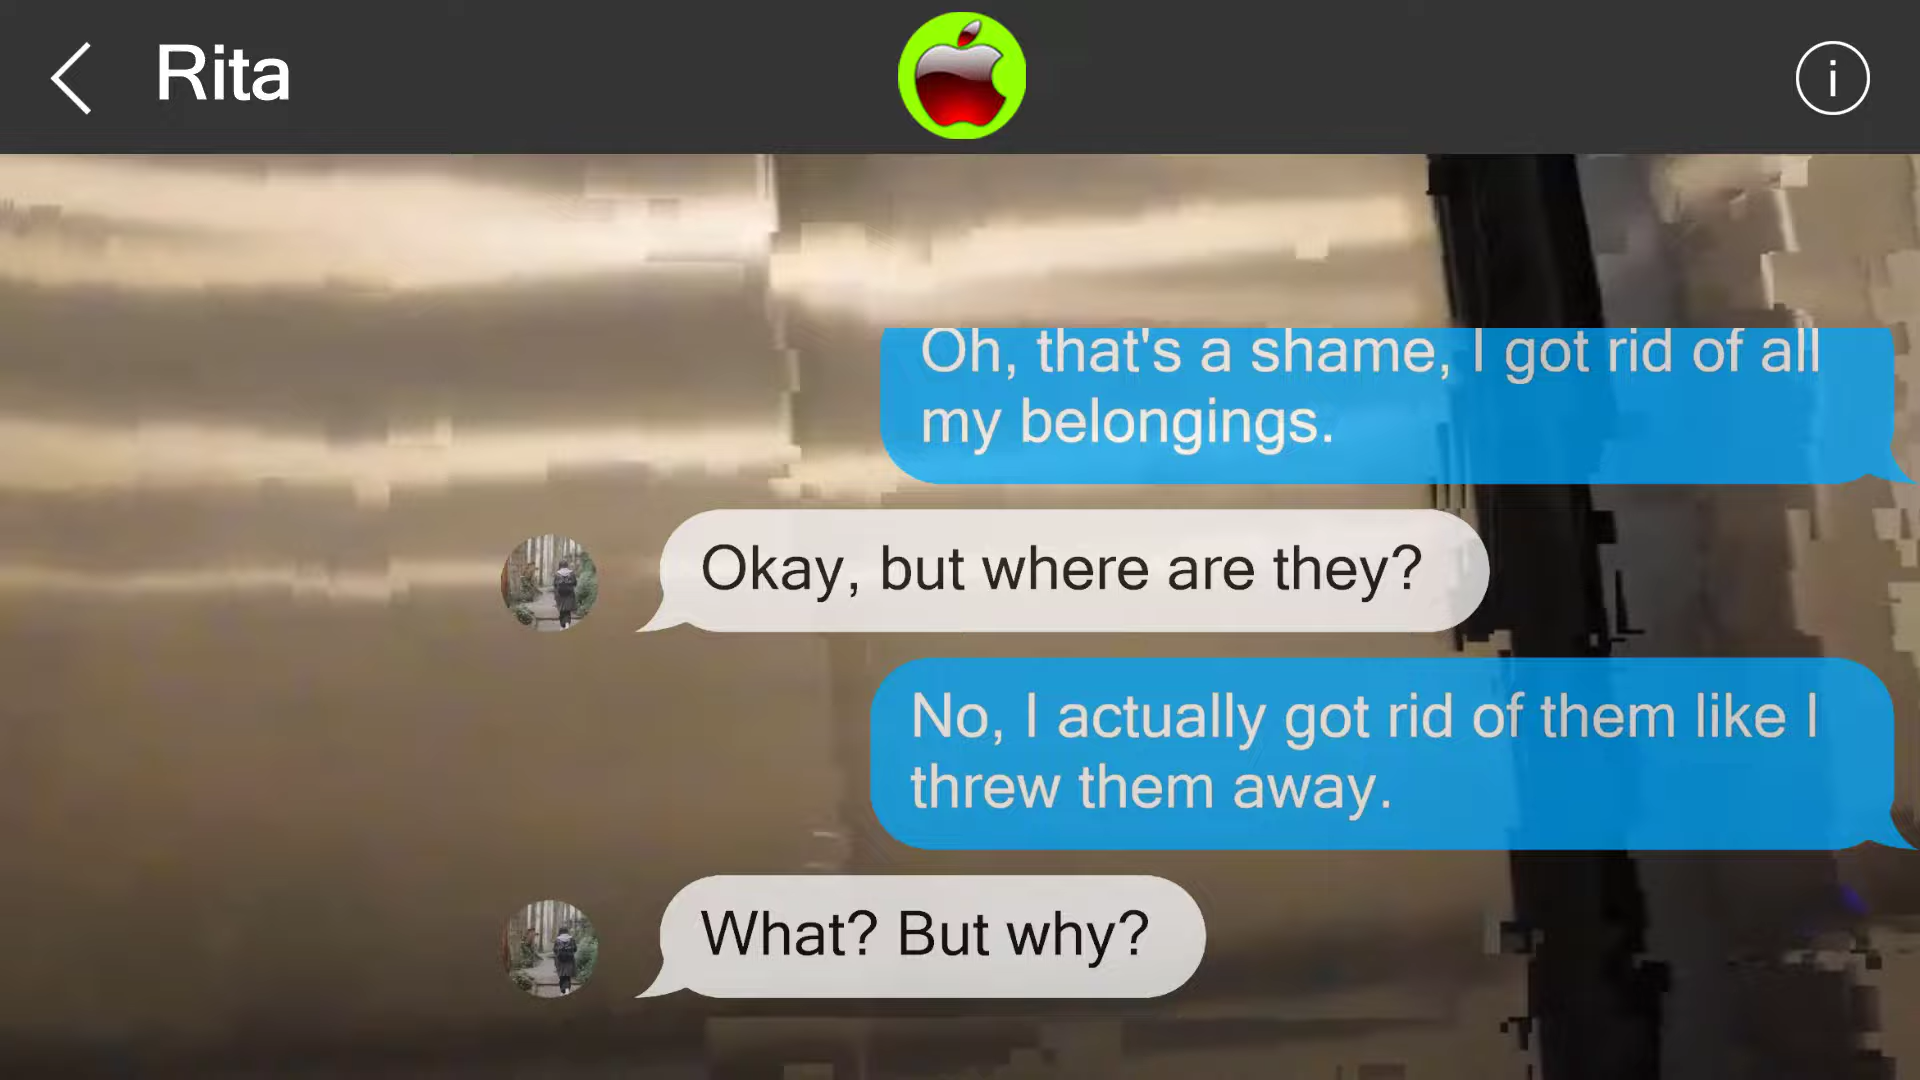 Rita
Oh, that's a shame, I got rid of all
my belongings.
Okay, but where are they?
No, I actually got rid of them like I
threw them away.
What? But why?